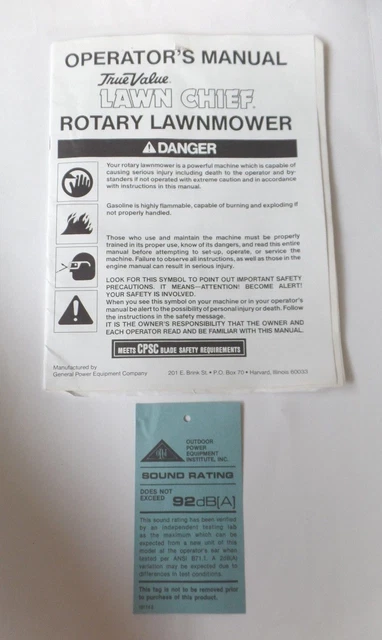 OPERATOR'S MANUAL
True Value
LAWN CHIEF
ROTARY LAWNMOWER
DANGER
Your rotary lawnmower is a powerful machine which is capable of
causing serious injury including death to the operator and by-
standers if not operated with extreme caution and in accordance
with instructions in this manual.
Gasoline is highly flammable, capable of burning and exploding if
not properly handled.
Those who use and maintain the machine must be properly
trained in its proper use, know of its dangers, and read this entire
manual before attempting to set-up, operate, or service the
machine. Failure to observe all instructions, as well as those in the
engine manual can result in serious injury.
LOOK FOR THIS SYMBOL TO POINT OUT IMPORTANT SAFETY
PRECAUTIONS. IT MEANS—ATTENTION! BECOME ALERT!
YOUR SAFETY IS INVOLVED.
When you see this symbol on your machine or in your operator's
manual be alert to the possibility of personal injury or death. Follow
the instructions in the safety message.
IT IS THE OWNER'S RESPONSIBILITY THAT THE OWNER AND
EACH OPERATOR READ AND BE FAMILIAR WITH THIS MANUAL.
MEETS CPSC BLADE SAFETY REQUIREMENTS
Manufactured by
General Power Equipment Company 201 E. Brink St. • P.O. Box 70 • Harvard, Illinois 60033
OUTDOOR
POWER
EQUIPMENT
INSTITUTE, INC.
SOUND RATING
DOES NOT
EXCEED 92dB[A]
This sound rating has been verified
by an independent testing lab
as the maximum which can be
expected from a new unit of this
model at the operator's ear when
tested per ANSI B71.1. A
variation may be expected due to
differences in test conditions.
This tag is not to be removed prior
to purchase of this product.